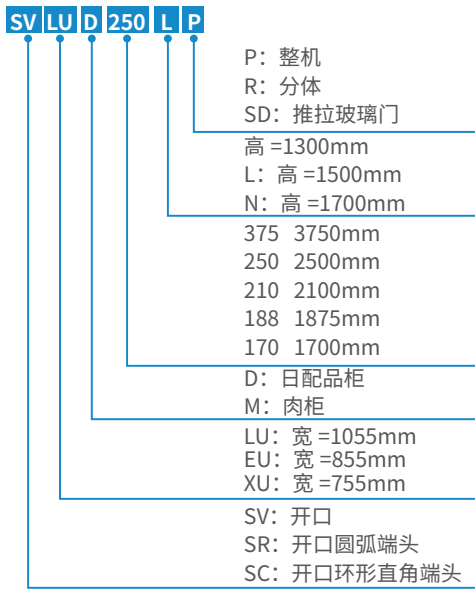 SV LU D 250 L P
P：整机
R：分体
SD：推拉玻璃门
高 =1300mm
L：高 =1500mm
N：高 =1700mm
375 3750mm
250 2500mm
210 2100mm
188 1875mm
170 1700mm
D：日配品柜
M：肉柜
LU：宽 =1055mm
EU：宽 =855mm
XU：宽 =755mm
SV：开口
SR：开口圆弧端头
SC：开口环形直角端头